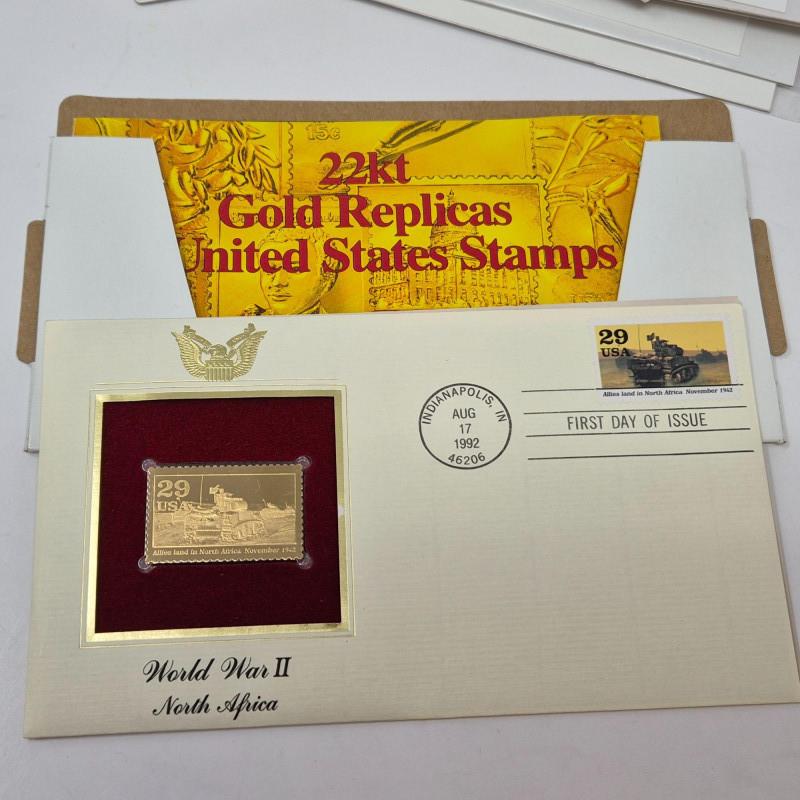 15c
22kt
Gold Replicas
United States Stamps
29
USA
Allies land in North Africa November 1942
INDIANAPOLIS, IN
AUG
17
1992
46206
FIRST DAY OF ISSUE
29
USA
Allies land in North Africa November 1942
World War II
North Africa